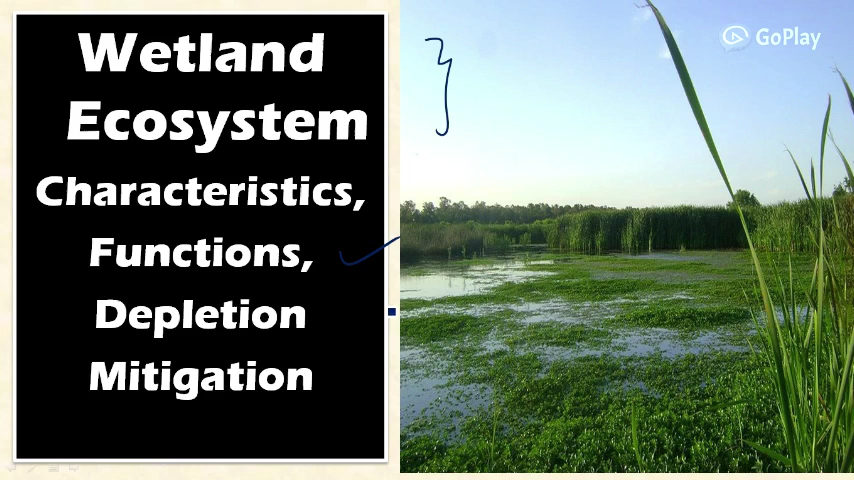 Wetland
Ecosystem
Characteristics,
Functions,
Depletion
Mitigation
GoPlay